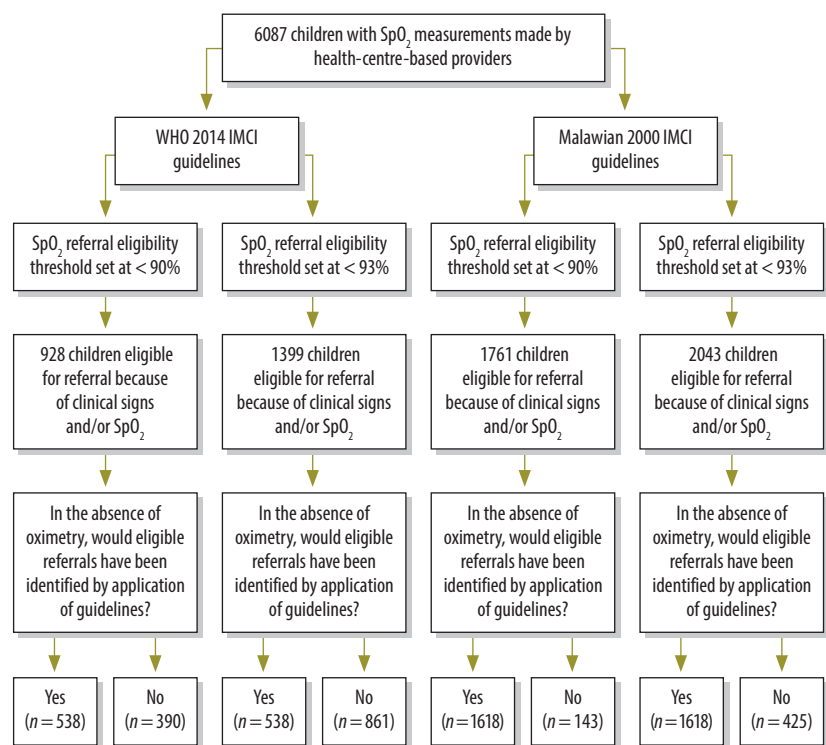 6087 children with SpO₂ measurements made by
health-centre-based providers
WHO 2014 IMCI
guidelines
Malawian 2000 IMCI
guidelines
SpO₂ referral eligibility
threshold set at < 90%
SpO₂ referral eligibility
threshold set at < 93%
SpO₂ referral eligibility
threshold set at < 90%
SpO₂ referral eligibility
threshold set at < 93%
928 children eligible
for referral because
of clinical signs
and/or SpO₂
1399 children
eligible for referral
because of clinical signs
and/or SpO₂
1761 children
eligible for referral
because of clinical signs
and/or SpO₂
2043 children
eligible for referral
because of clinical signs
and/or SpO₂
In the absence of
oximetry, would eligible
referrals have been
identified by application
of guidelines?
In the absence of
oximetry, would eligible
referrals have been
identified by application
of guidelines?
In the absence of
oximetry, would eligible
referrals have been
identified by application
of guidelines?
In the absence of
oximetry, would eligible
referrals have been
identified by application
of guidelines?
Yes
(n = 538)
No
(n = 390)
Yes
(n = 538)
No
(n = 861)
Yes
(n = 1618)
No
(n = 143)
Yes
(n = 1618)
No
(n = 425)